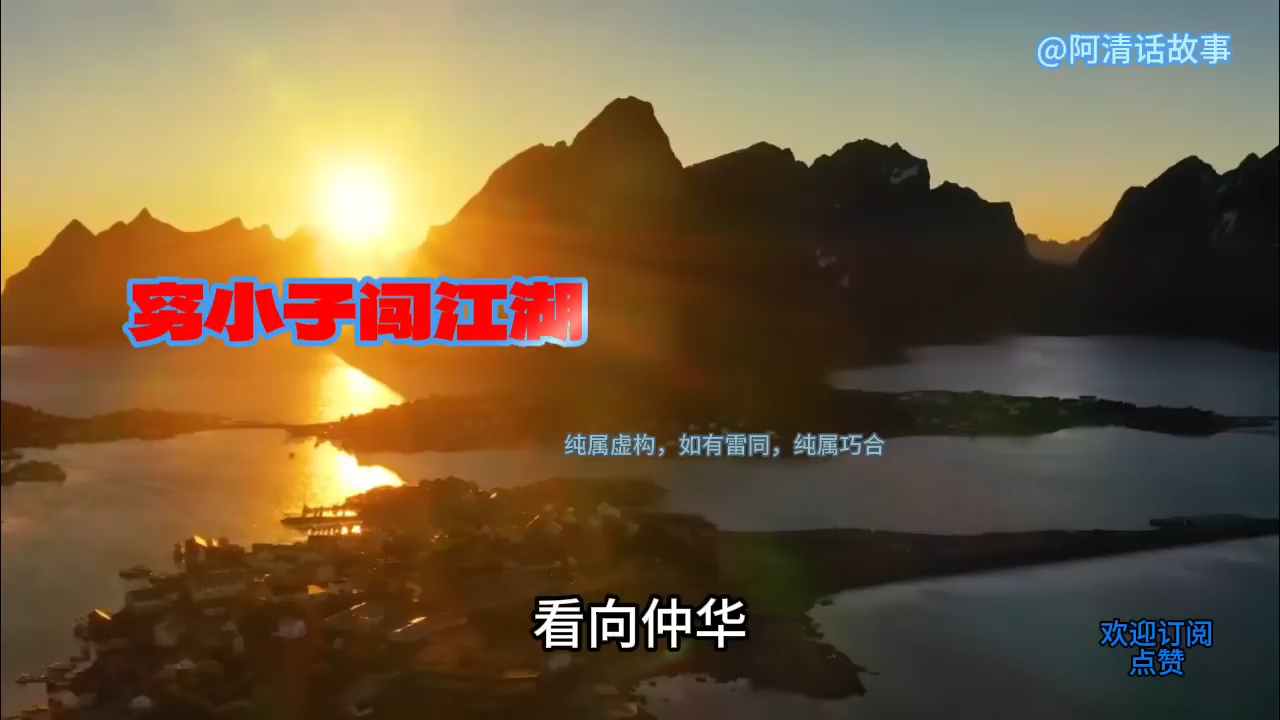 @阿清话故事
穷小子闯江湖
纯属虚构，如有雷同，纯属巧合
看向仲华
欢迎订阅
点赞